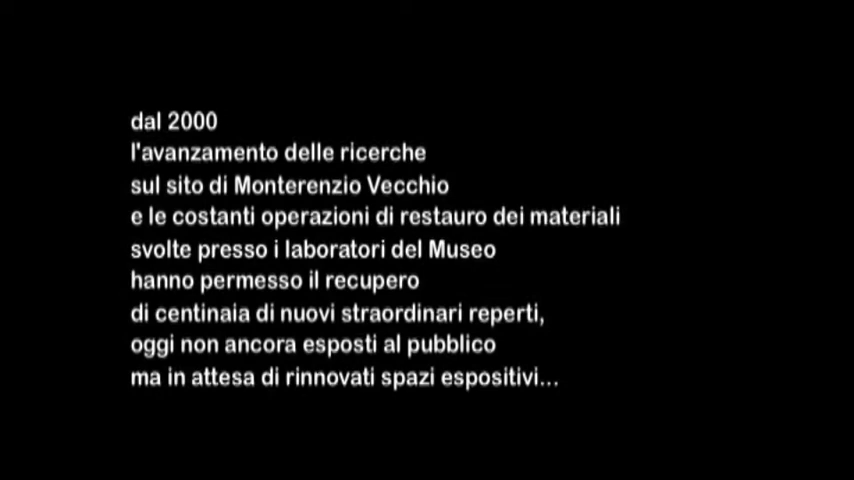 dal 2000
l'avanzamento delle ricerche
sul sito di Monterenzio Vecchio
e le costanti operazioni di restauro dei materiali
svolte presso i laboratori del Museo
hanno permesso il recupero
di centinaia di nuovi straordinari reperti,
oggi non ancora esposti al pubblico
ma in attesa di rinnovati spazi espositivi...